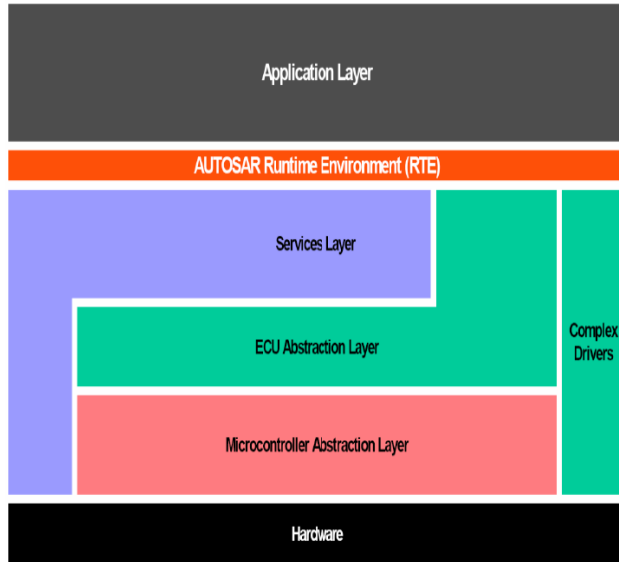 Application Layer
AUTOSAR Runtime Environment (RTE)
Services Layer
ECU Abstraction Layer
Complex
Drivers
Microcontroller Abstraction Layer
Hardware